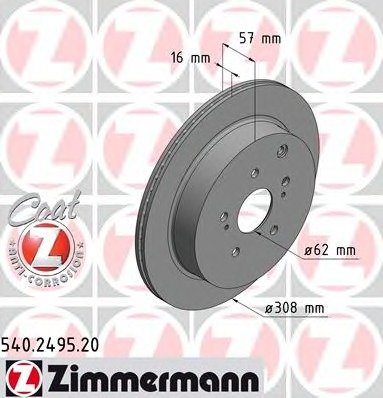 57 mm
16 mm
Coat
Z
ANTI-CORROSION
ø62 mm
ø308 mm
540.2495.20
Z Zimmermann